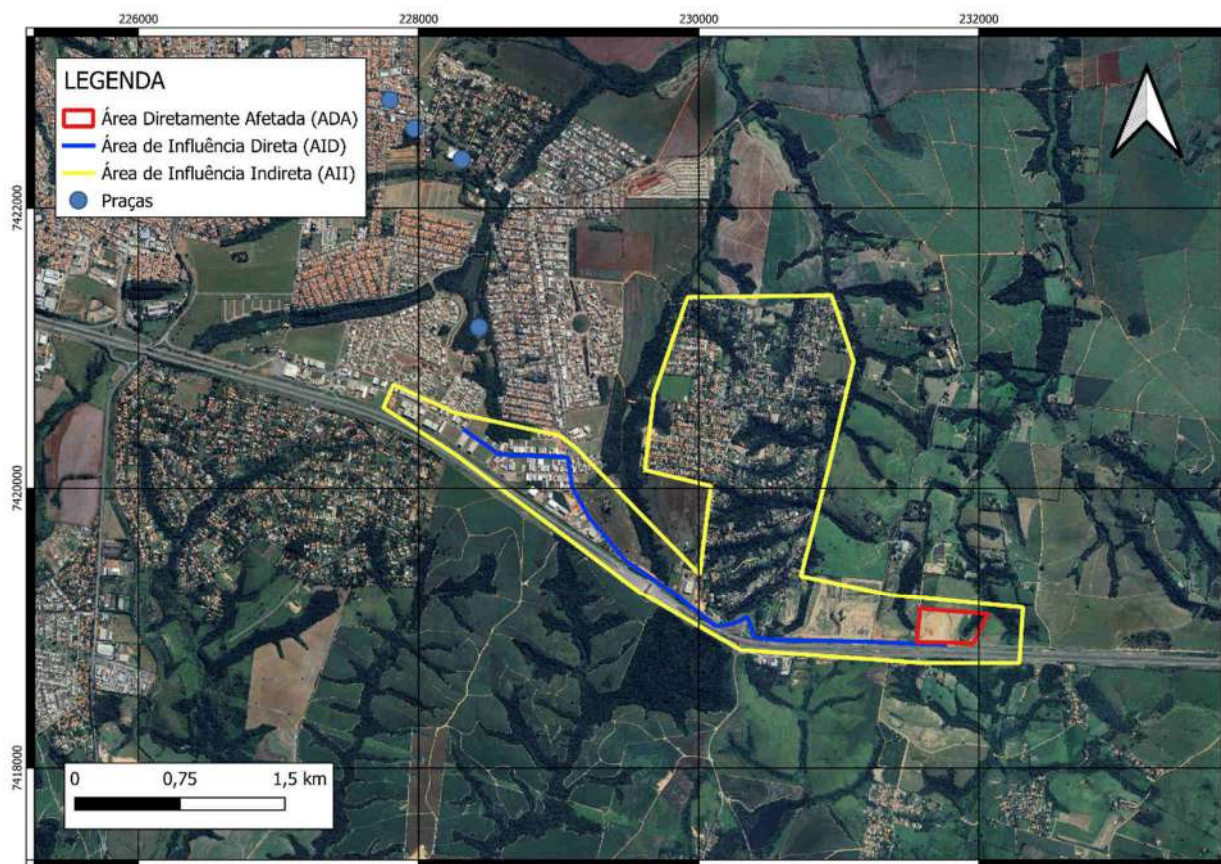 226000 228000 230000 232000
LEGENDA
Área Diretamente Afetada (ADA)
Área de Influência Direta (AID)
Área de Influência Indireta (AII)
Praças
7422000
7420000
7418000
0 0,75 1,5 km